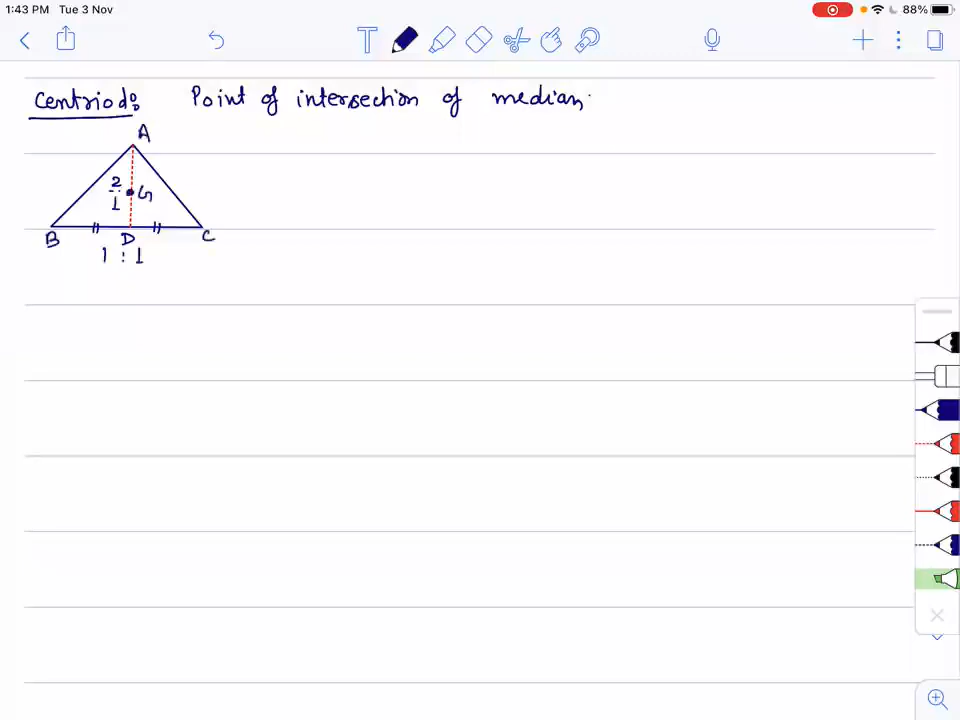 1:43 PM Tue 3 Nov 88%
T
Centriod: Point of intersection of median,
A
2
: G
1
B D C
1 : 1